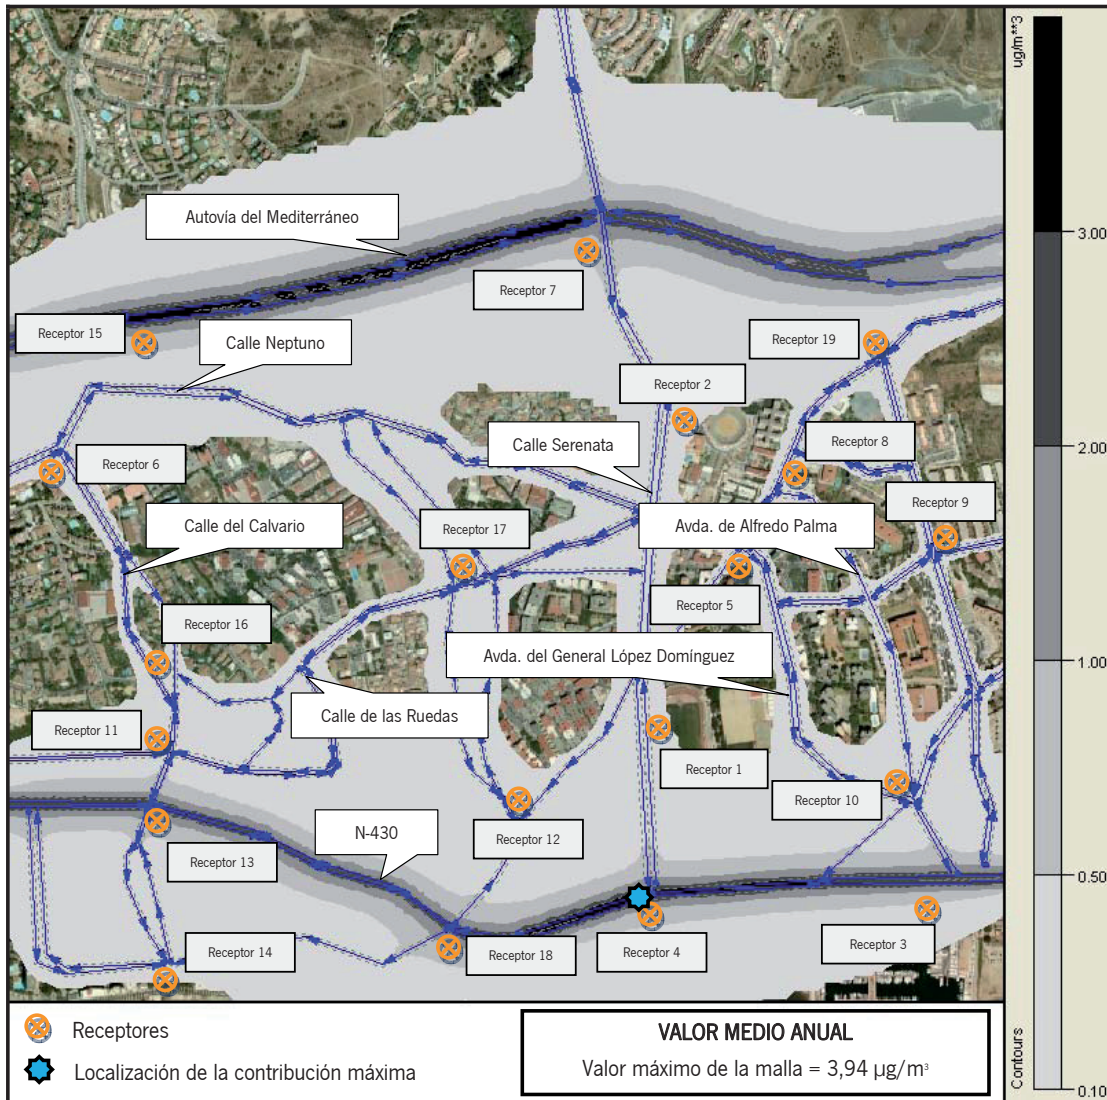 ug/m**3
Autovía del Mediterráneo
Receptor 7
3.00
Receptor 15
Calle Neptuno
Receptor 19
Receptor 2
Calle Serenata
Receptor 8
2.00
Receptor 6
Calle del Calvario
Receptor 17
Avda. de Alfredo Palma
Receptor 9
Receptor 16
Receptor 5
Avda. del General López Domínguez
1.00
Calle de las Ruedas
Receptor 11
Receptor 1
Receptor 10
N-430
Receptor 12
Receptor 13
0.50
Receptor 14
Receptor 18
Receptor 4
Receptor 3
Receptores
Localización de la contribución máxima
VALOR MEDIO ANUAL
Valor máximo de la malla = 3,94 µg/m³
Contours
0.10